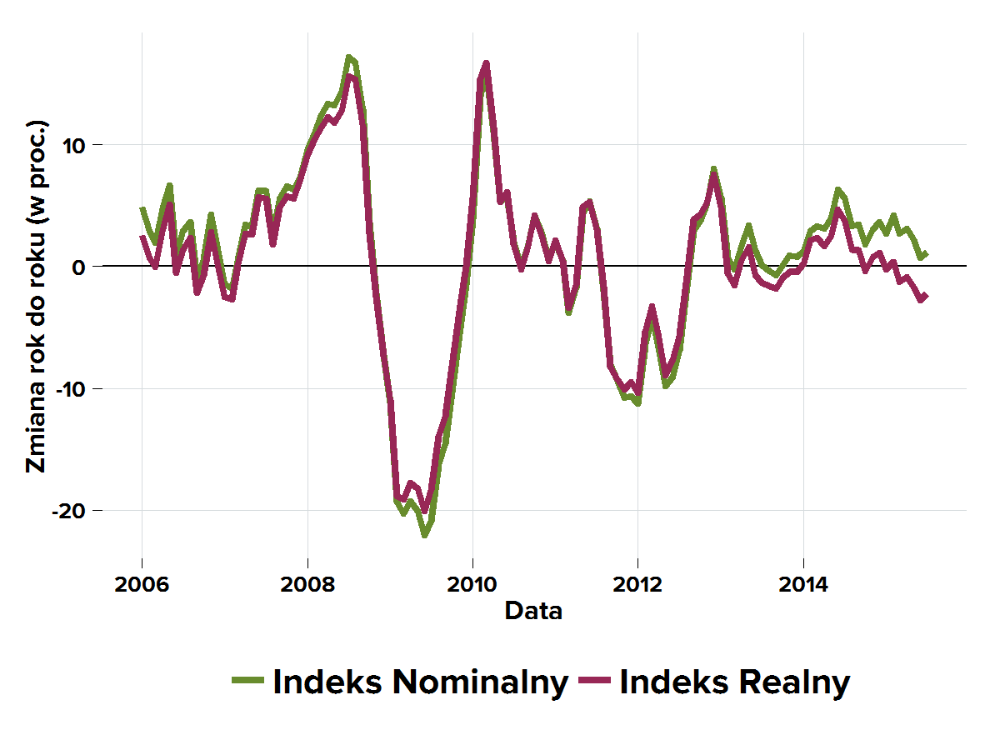 Zmiana rok do roku (w proc.)
10
0
-10
-20
2006 2008 2010 2012 2014
Data
Indeks Nominalny Indeks Realny